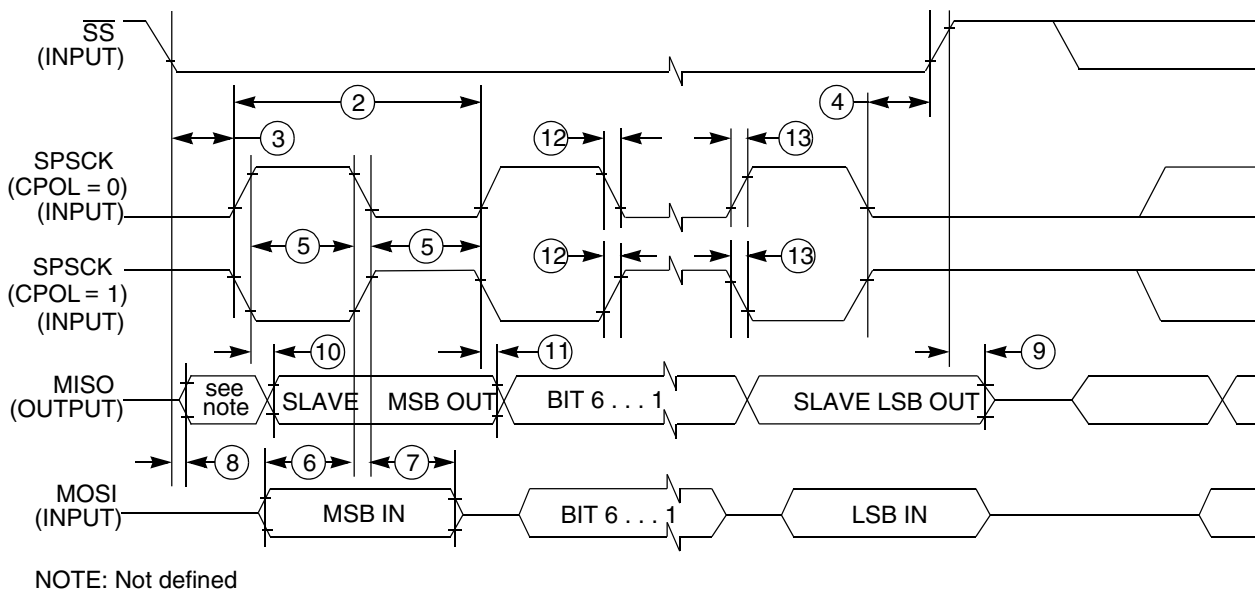 SS
(INPUT)
2
4
3
12
13
SPSCK
(CPOL = 0)
(INPUT)
5
5
12
13
SPSCK
(CPOL = 1)
(INPUT)
10
11
9
MISO
(OUTPUT)
see
note
SLAVE
MSB OUT
BIT 6 . . . 1
SLAVE LSB OUT
8
6
7
MOSI
(INPUT)
MSB IN
BIT 6 . . . 1
LSB IN
NOTE: Not defined